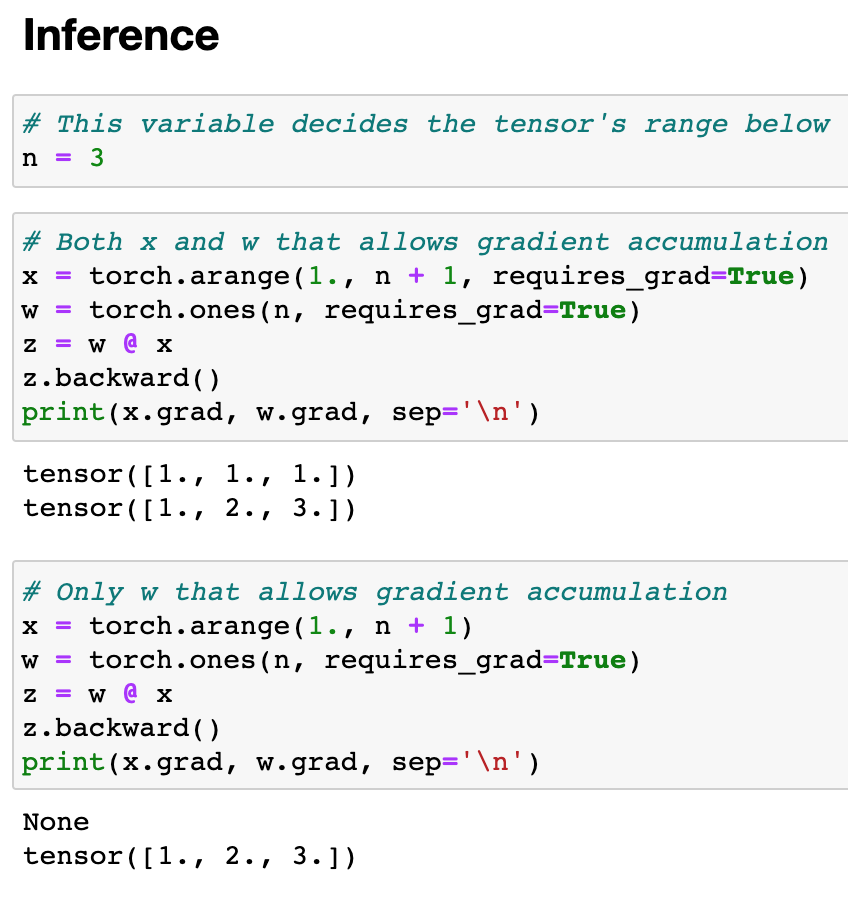 Inference
# This variable decides the tensor's range below
n = 3
# Both x and w that allows gradient accumulation
x = torch.arange(1., n + 1, requires_grad=True)
w = torch.ones(n, requires_grad=True)
z = w @ x
z.backward()
print(x.grad, w.grad, sep='\n')
tensor([1., 1., 1.])
tensor([1., 2., 3.])
# Only w that allows gradient accumulation
x = torch.arange(1., n + 1)
w = torch.ones(n, requires_grad=True)
z = w @ x
z.backward()
print(x.grad, w.grad, sep='\n')
None
tensor([1., 2., 3.])